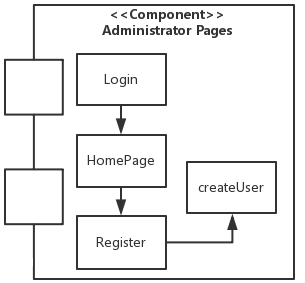 <<Component>>
Administrator Pages
Login
HomePage
createUser
Register